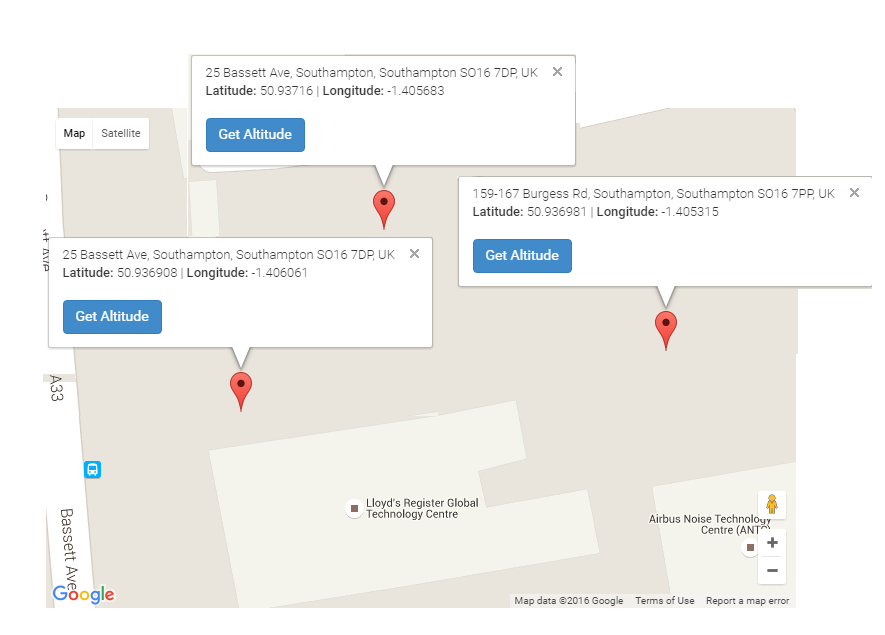 25 Bassett Ave, Southampton, Southampton SO16 7DP, UK
Latitude: 50.93716 | Longitude: -1.405683
Get Altitude
Map Satellite
159-167 Burgess Rd, Southampton, Southampton SO16 7PP, UK
Latitude: 50.936981 | Longitude: -1.405315
Get Altitude
25 Bassett Ave, Southampton, Southampton SO16 7DP, UK
Latitude: 50.936908 | Longitude: -1.406061
Get Altitude
A33
Lloyd's Register Global
Technology Centre
Bassett Ave
Airbus Noise Technology
Centre (ANTC)
Google
Map data ©2016 Google Terms of Use Report a map error